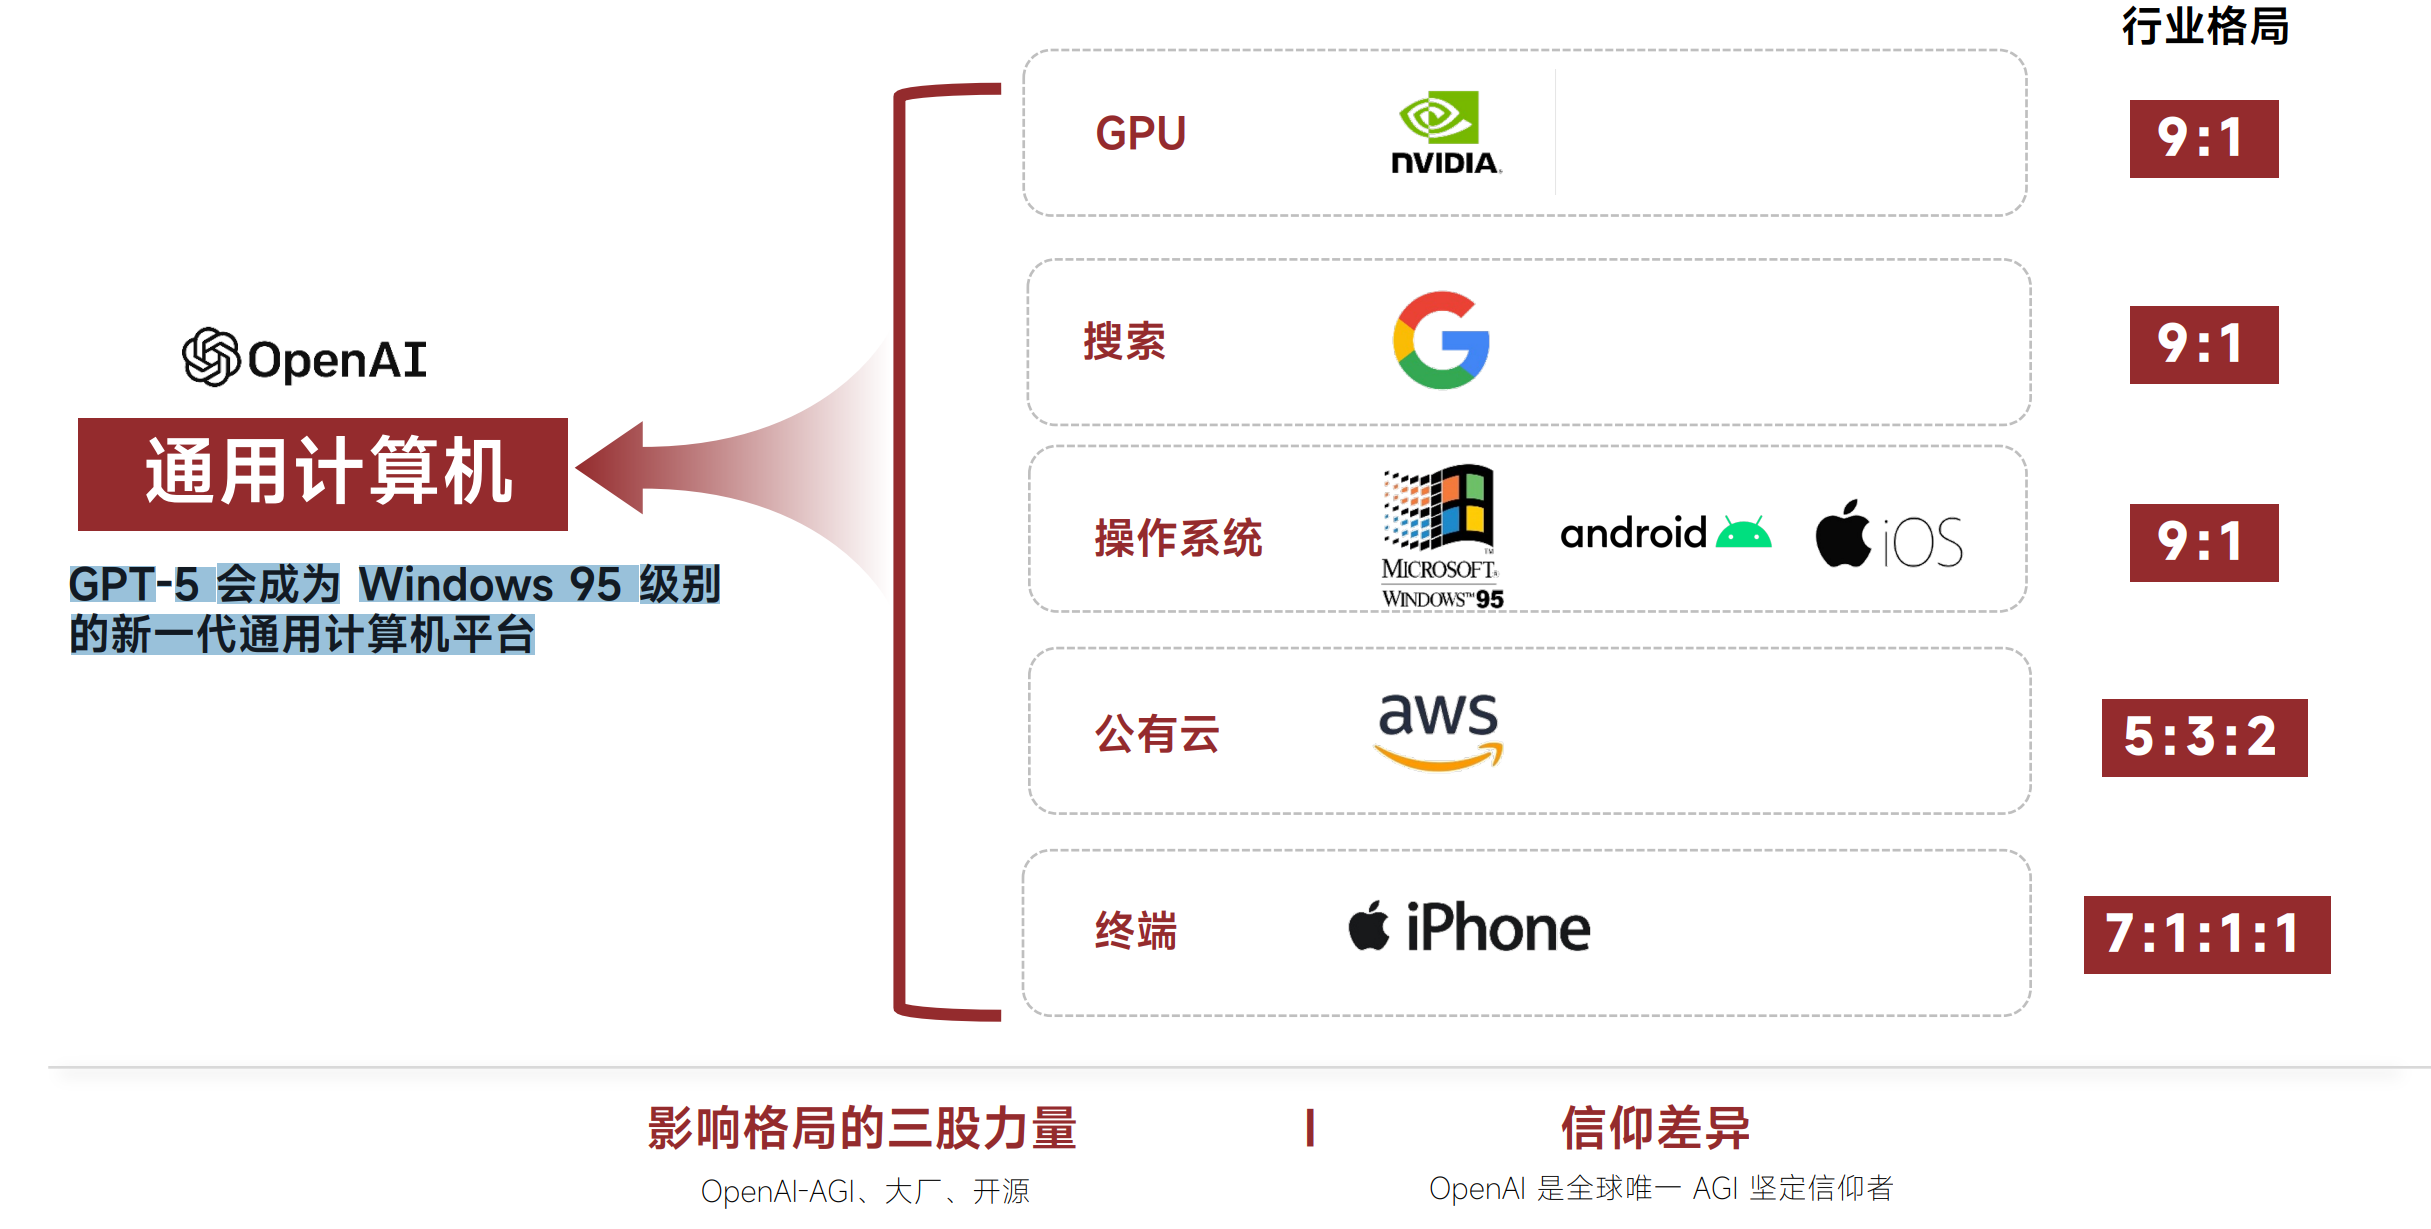 行业格局
GPU
NVIDIA
9:1
搜索
9:1
OpenAI
通用计算机
GPT-5 会成为 Windows 95 级别
的新一代通用计算机平台
操作系统
MICROSOFT®
WINDOWS™95
android
iOS
9:1
公有云
aws
5:3:2
终端
iPhone
7:1:1:1
影响格局的三股力量 | 信仰差异
OpenAI-AGI、大厂、开源
OpenAI 是全球唯一 AGI 坚定信仰者